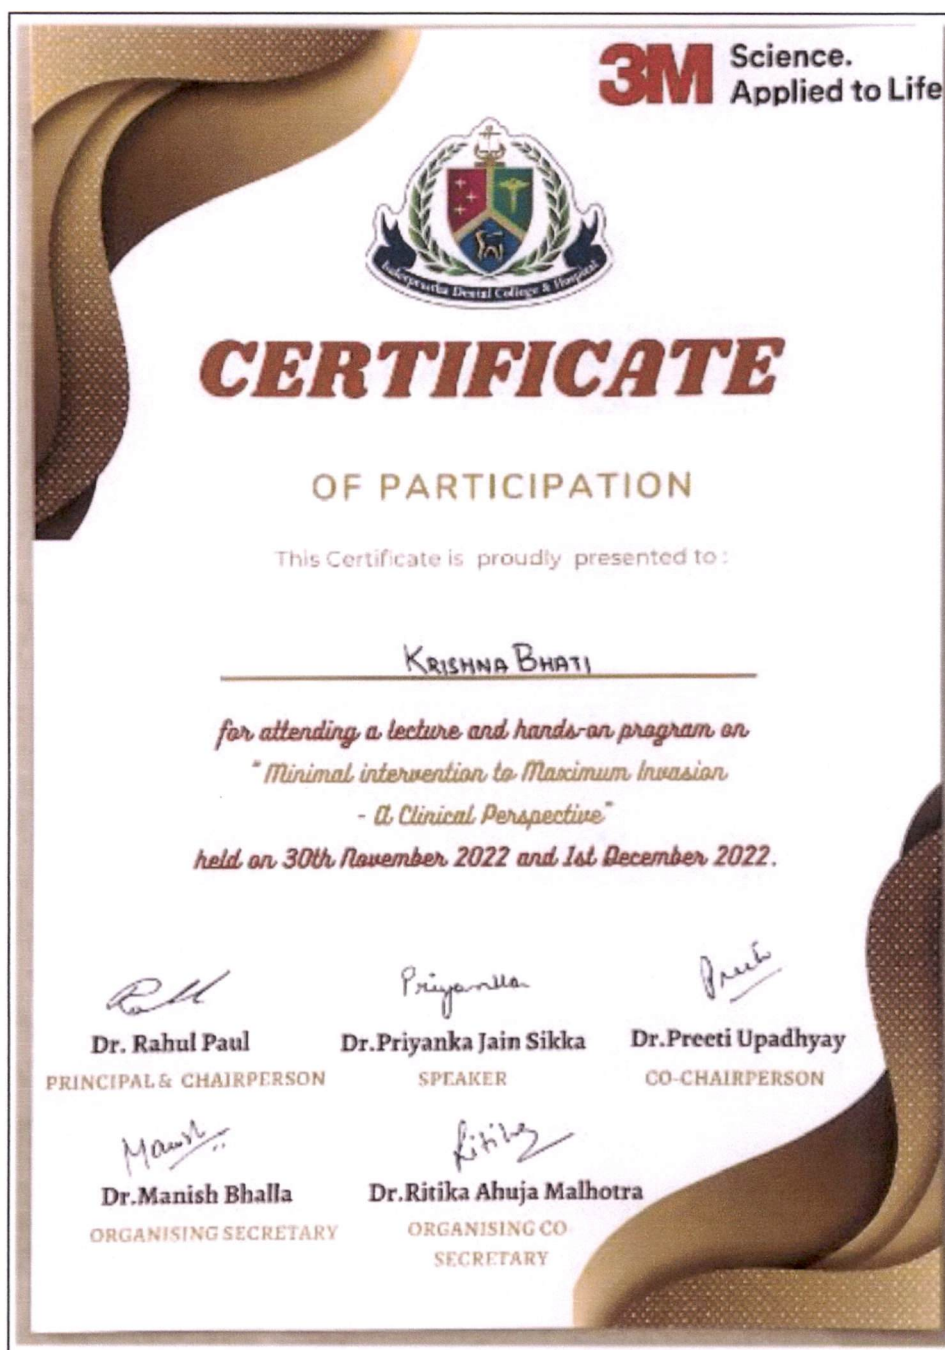 3M Science.
Applied to Life
Inderprastha Dental College & Hospital
CERTIFICATE
OF PARTICIPATION
This Certificate is proudly presented to :
KRISHNA BHATI
for attending a lecture and hands-on program on
"Minimal intervention to Maximum Invasion
- A Clinical Perspective"
held on 30th November 2022 and 1st December 2022.
Priyanka
Preeti
Dr. Rahul Paul
Dr.Priyanka Jain Sikka
Dr.Preeti Upadhyay
PRINCIPAL & CHAIRPERSON
SPEAKER
CO-CHAIRPERSON
Manish
Ritika
Dr.Manish Bhalla
Dr.Ritika Ahuja Malhotra
ORGANISING SECRETARY
ORGANISING CO
SECRETARY